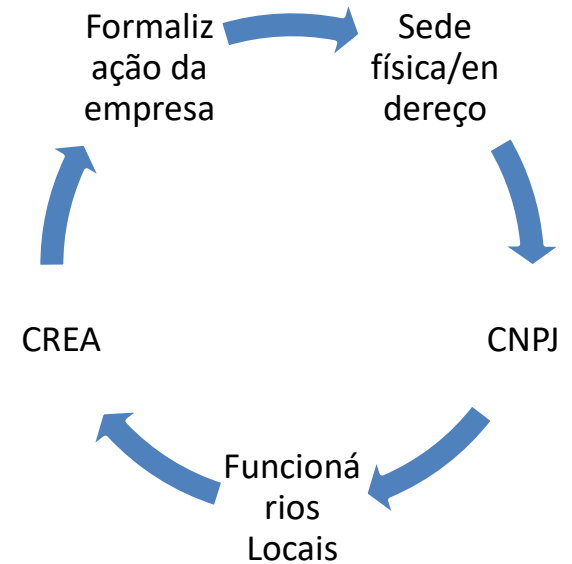 Formaliz
ação da
empresa
Sede
física/en
dereço
CNPJ
Funcioná
rios
Locais
CREA